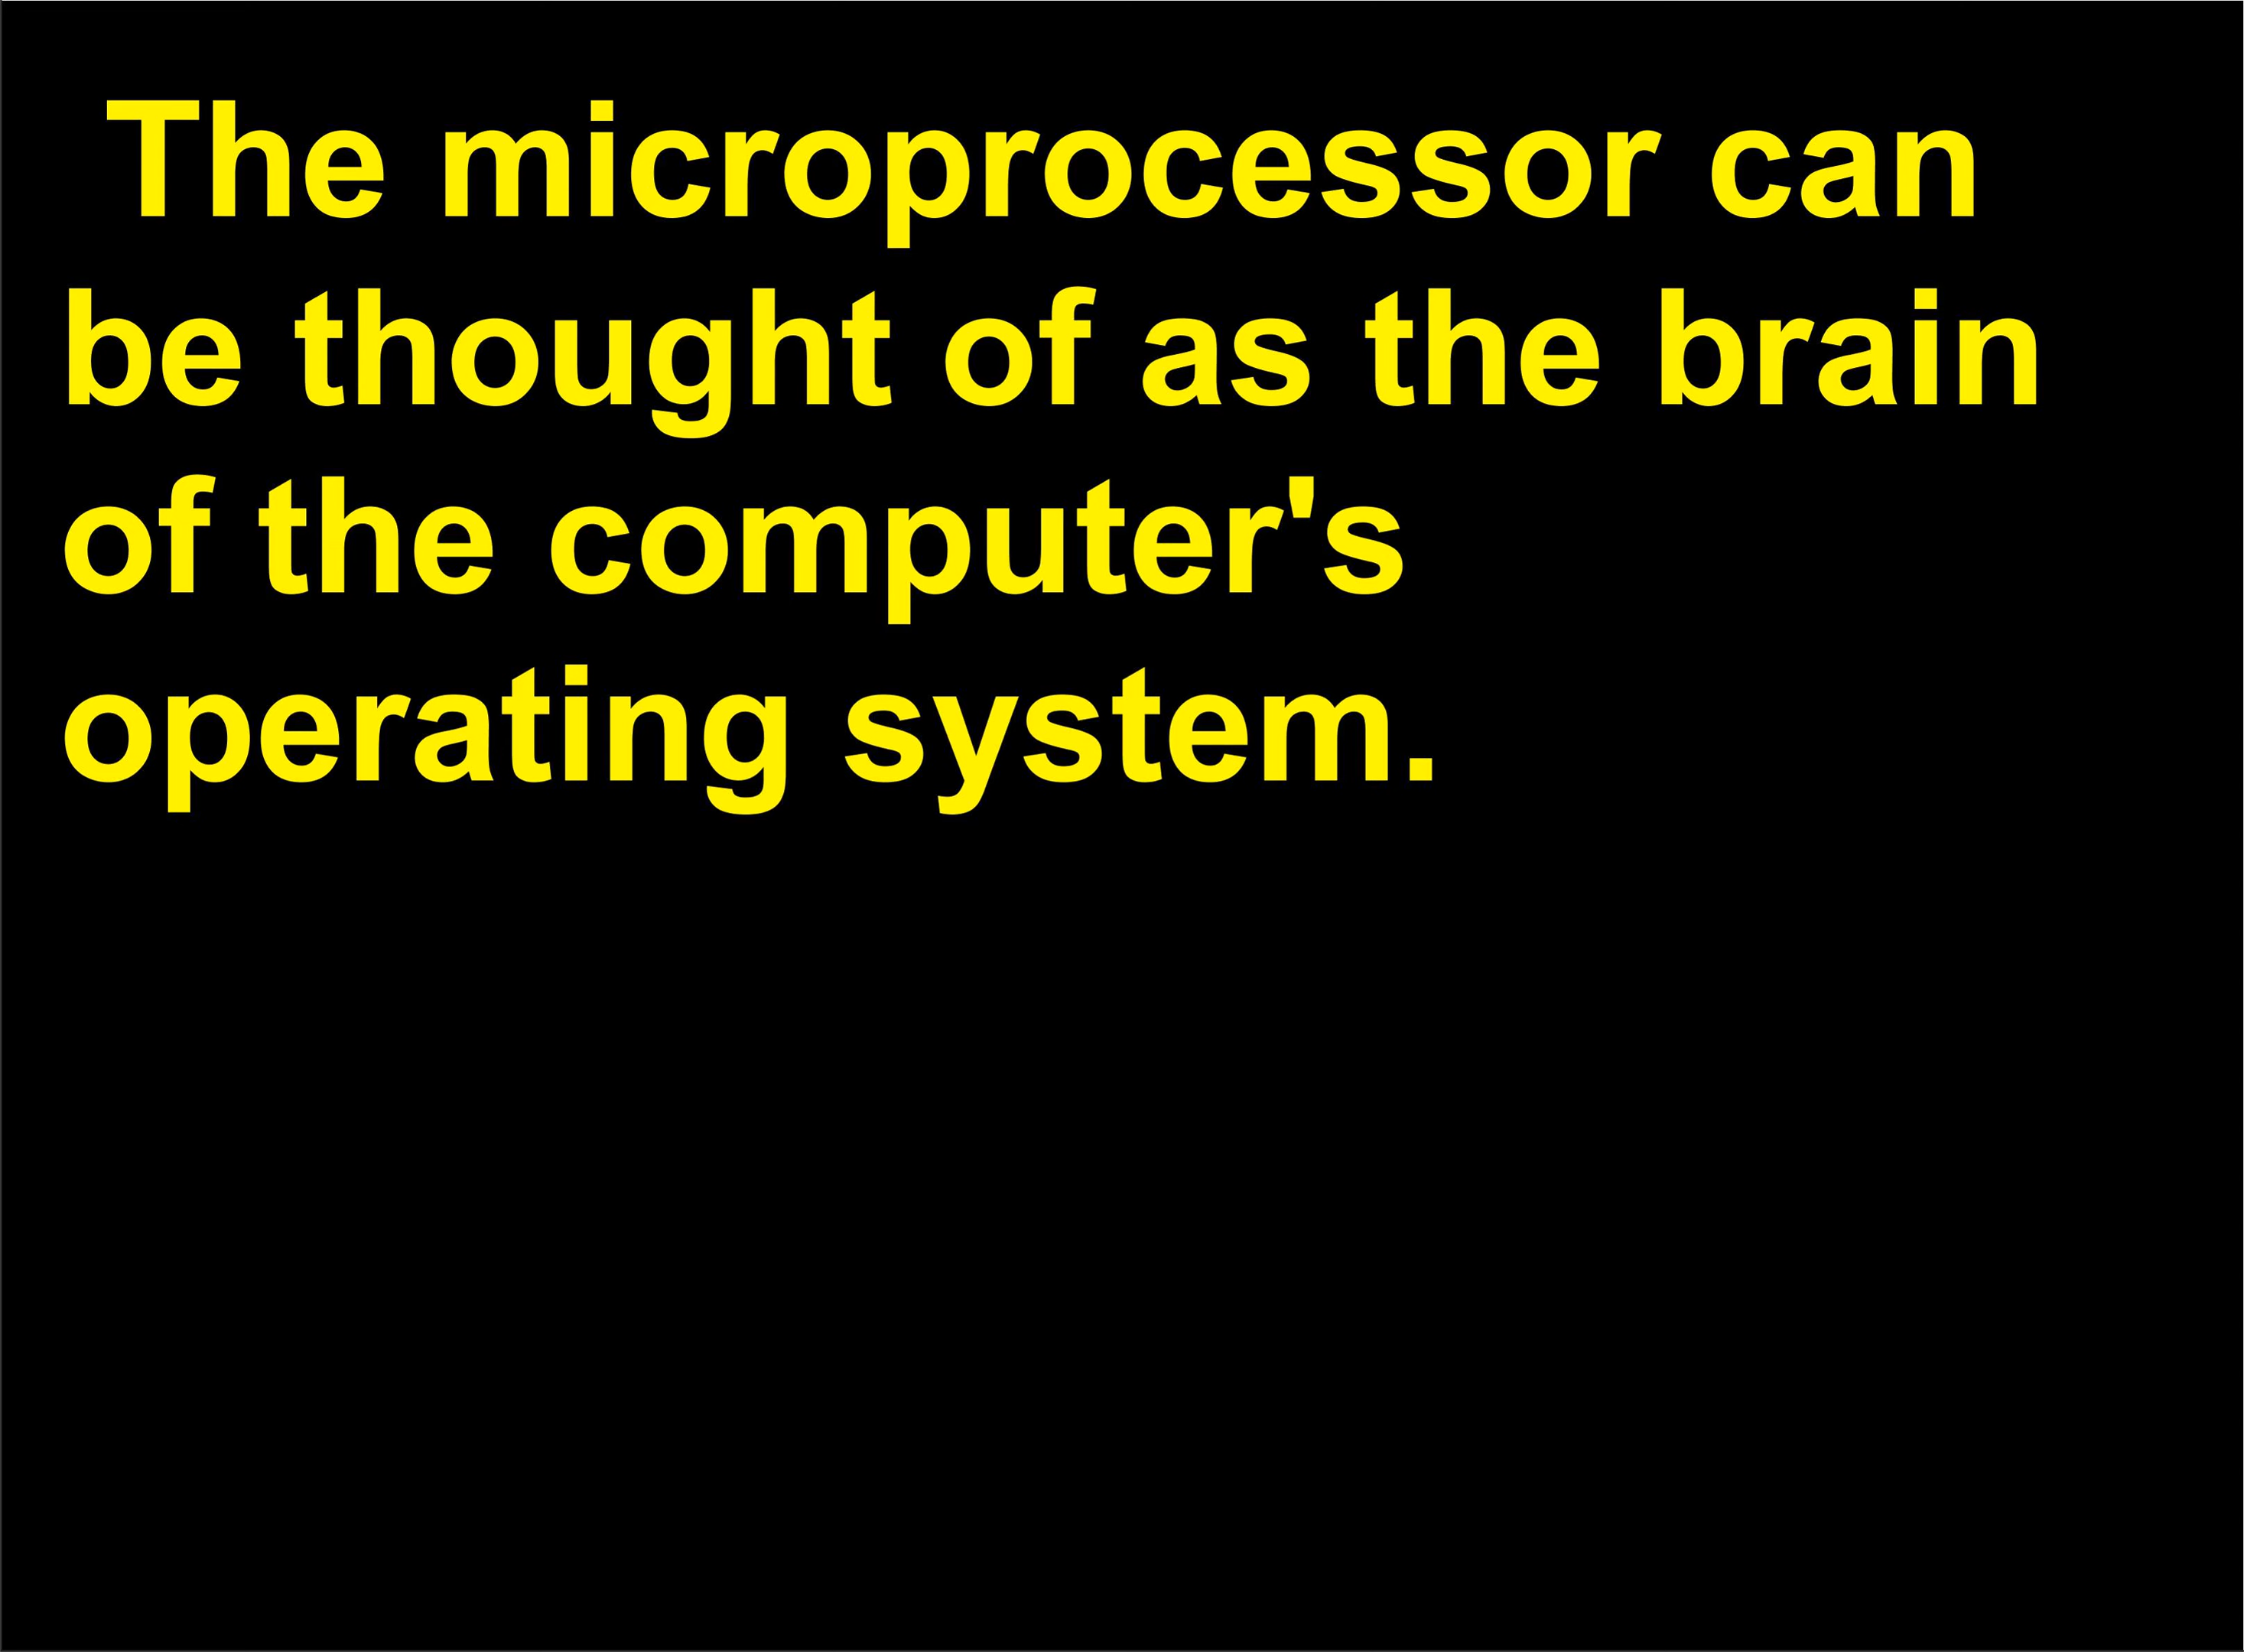 The microprocessor can
be thought of as the brain
of the computer's
operating system.